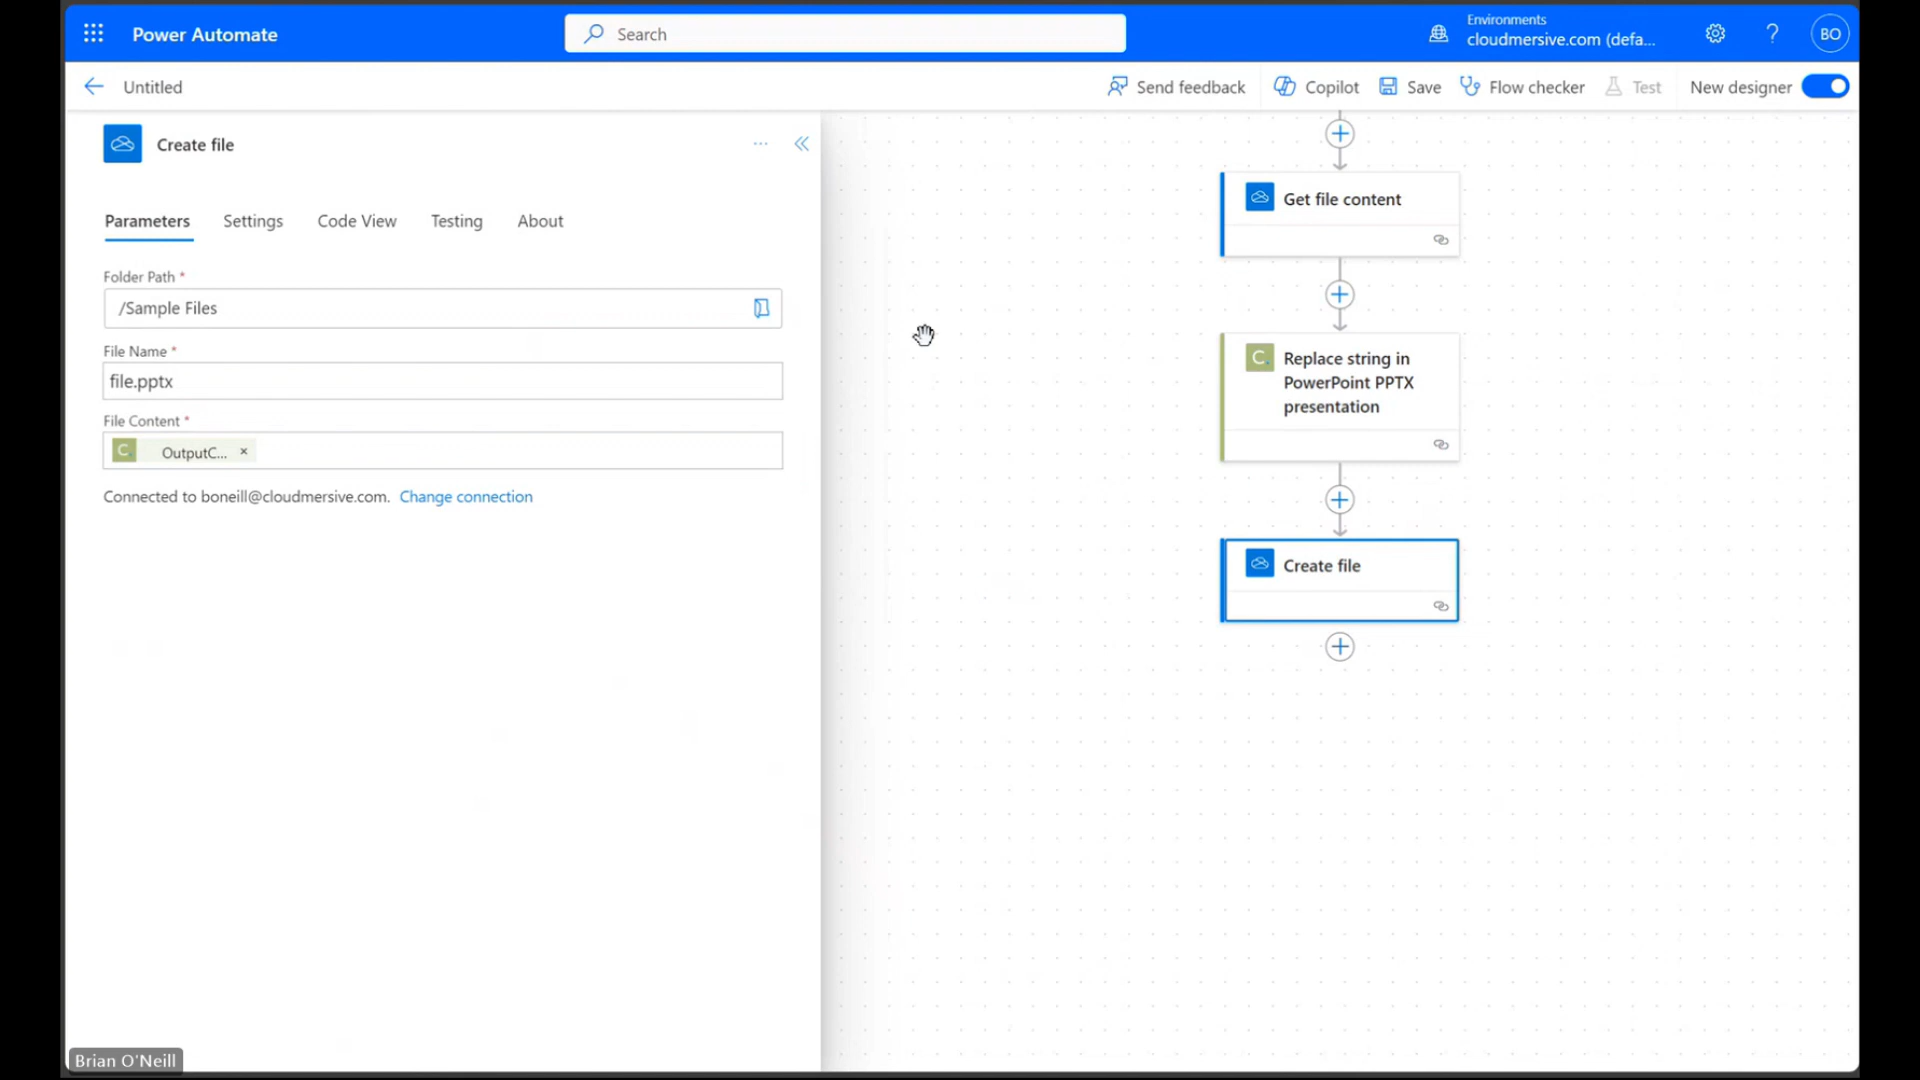 Power Automate
Search
Environments
cloudmersive.com (defa...
?
BO
Untitled
Send feedback
Copilot
Save
Flow checker
Test
New designer
Create file
Parameters
Settings
Code View
Testing
About
Folder Path *
/Sample Files
File Name *
file.pptx
File Content *
C.
OutputC... ×
Connected to boneill@cloudmersive.com. Change connection
Get file content
C.
Replace string in
PowerPoint PPTX
presentation
Create file
Brian O'Neill